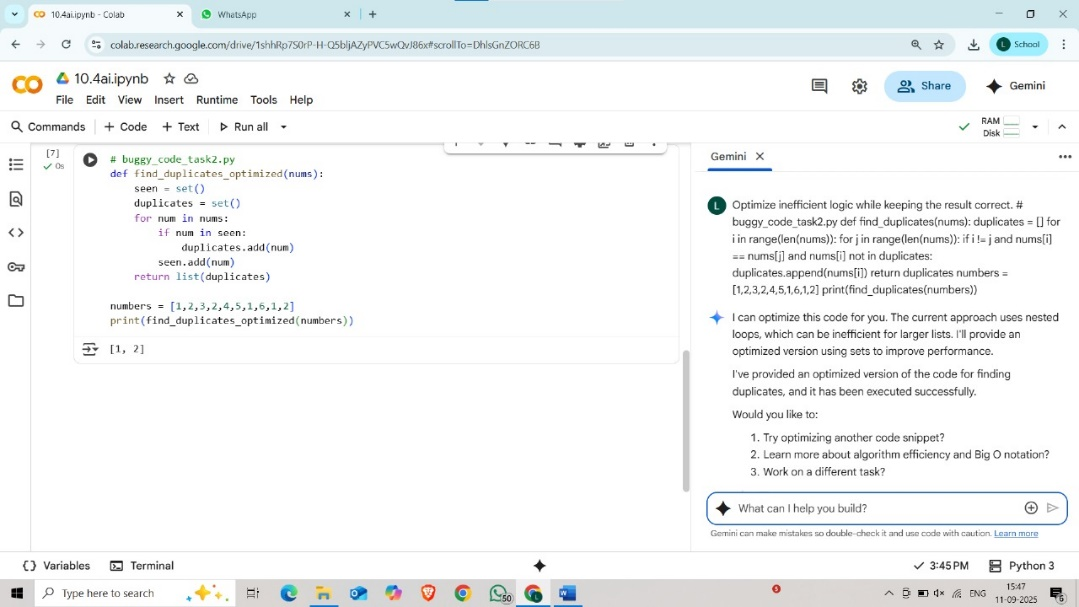 10.4ai.ipynb - Colab
WhatsApp
colab.research.google.com/drive/1shhRp7S0rP-H-Q5bljAZyPVC5wQvJ86x#scrollTo=DhlsGnZORC6B
School
10.4ai.ipynb
File Edit View Insert Runtime Tools Help
Share
Gemini
Commands + Code + Text Run all
RAM
Disk
[7]
0s
# buggy_code_task2.py
def find_duplicates_optimized(nums):
    seen = set()
    duplicates = set()
    for num in nums:
        if num in seen:
            duplicates.add(num)
        seen.add(num)
    return list(duplicates)
numbers = [1,2,3,2,4,5,1,6,1,2]
print(find_duplicates_optimized(numbers))
[1, 2]
Gemini
L
Optimize inefficient logic while keeping the result correct. #
buggy_code_task2.py def find_duplicates(nums): duplicates = [] for
i in range(len(nums)): for j in range(len(nums)): if i != j and nums[i]
== nums[j] and nums[i] not in duplicates:
duplicates.append(nums[i]) return duplicates numbers =
[1,2,3,2,4,5,1,6,1,2] print(find_duplicates(numbers))
I can optimize this code for you. The current approach uses nested
loops, which can be inefficient for larger lists. I'll provide an
optimized version using sets to improve performance.
I've provided an optimized version of the code for finding
duplicates, and it has been executed successfully.
Would you like to:
1. Try optimizing another code snippet?
2. Learn more about algorithm efficiency and Big O notation?
3. Work on a different task?
What can I help you build?
Gemini can make mistakes so double-check it and use code with caution. Learn more
Variables Terminal
3:45 PM Python 3
Type here to search
50
ENG
15:47
11-09-2025
6